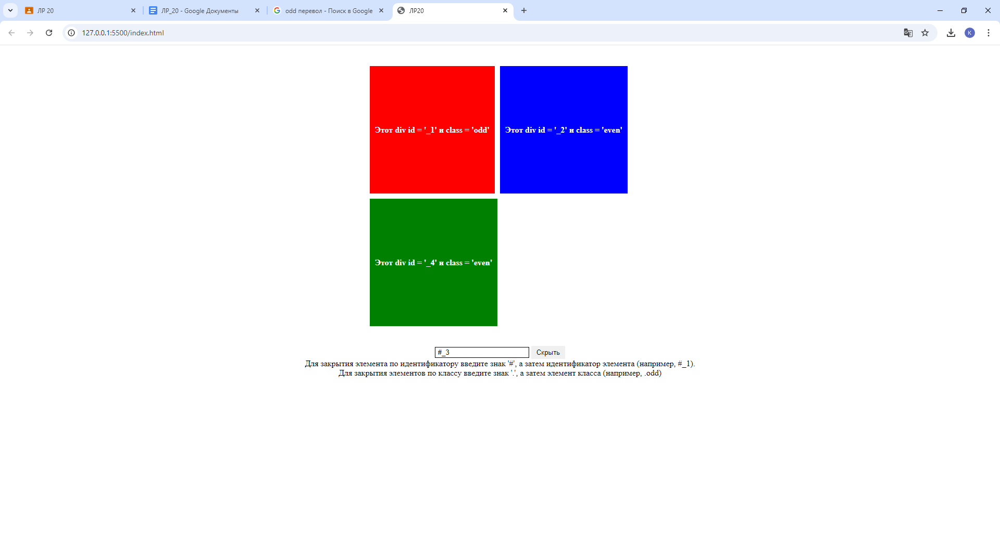 ЛР 20
ЛР_20 - Google Документы
odd перевол - Поиск в Google
ЛР20
127.0.0.1:5500/index.html
K
Этот div id = '_1' и class = 'odd'
Этот div id = '_2' и class = 'even'
Этот div id = '_4' и class = 'even'
#_3
Скрыть
Для закрытия элемента по идентификатору введите знак '#', а затем идентификатор элемента (например, #_1).
Для закрытия элементов по классу введите знак '.', а затем элемент класса (например, .odd)